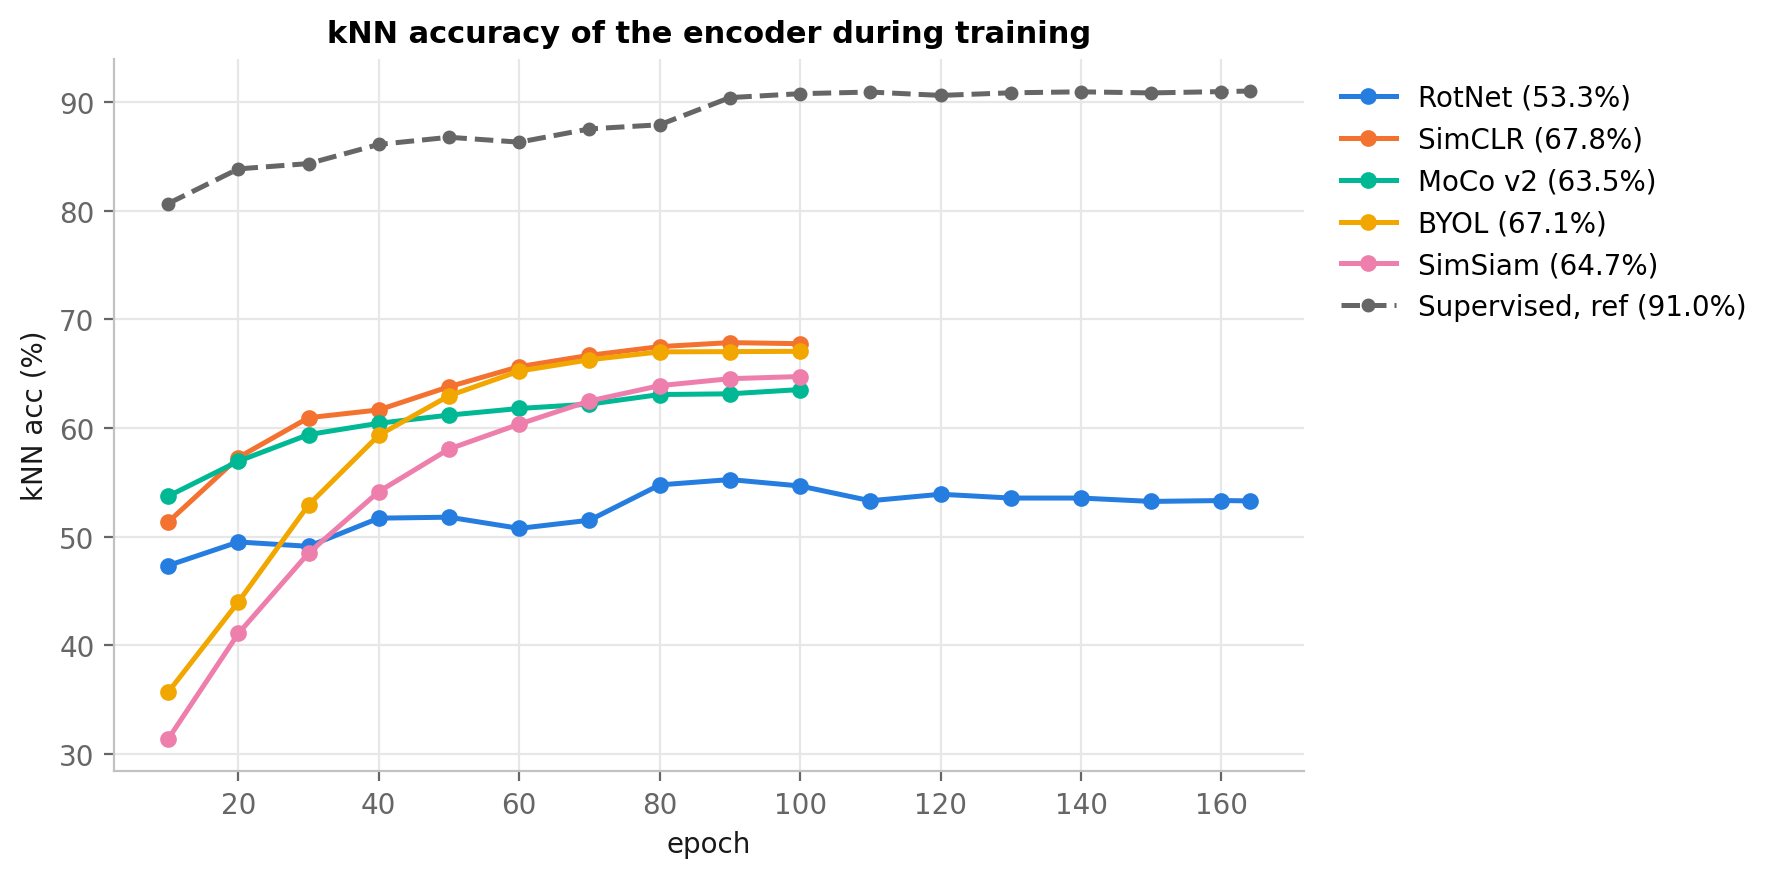 kNN accuracy of the encoder during training
RotNet (53.3%)
SimCLR (67.8%)
MoCo v2 (63.5%)
BYOL (67.1%)
SimSiam (64.7%)
Supervised, ref (91.0%)
kNN acc (%)
90
80
70
60
50
40
30
20 40 60 80 100 120 140 160
epoch